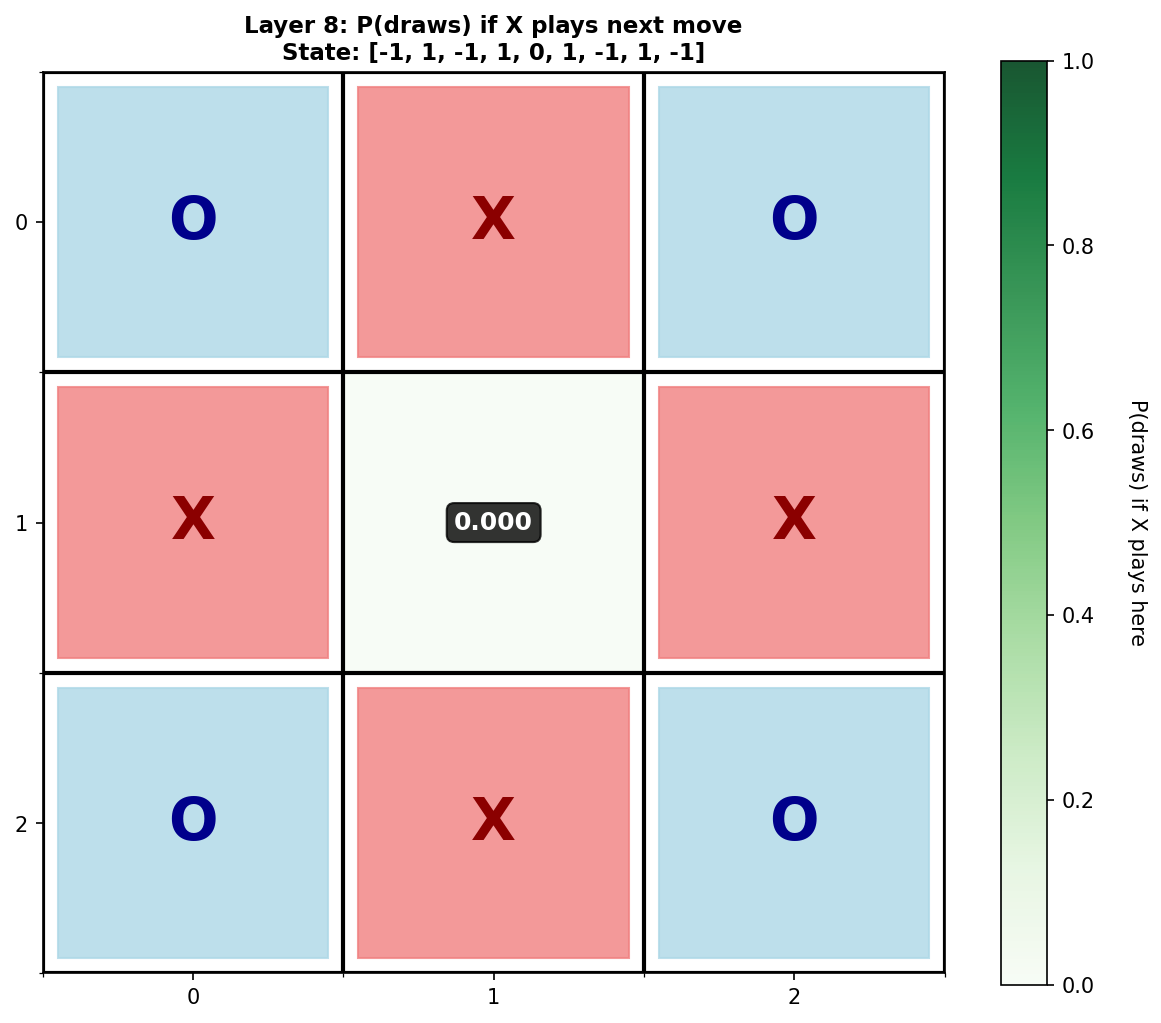 Layer 8: P(draws) if X plays next move
State: [-1, 1, -1, 1, 0, 1, -1, 1, -1]
O X O
X 0.000 X
O X O
0
1
2
0 1 2
1.0
0.8
0.6
0.4
0.2
0.0
P(draws) if X plays here